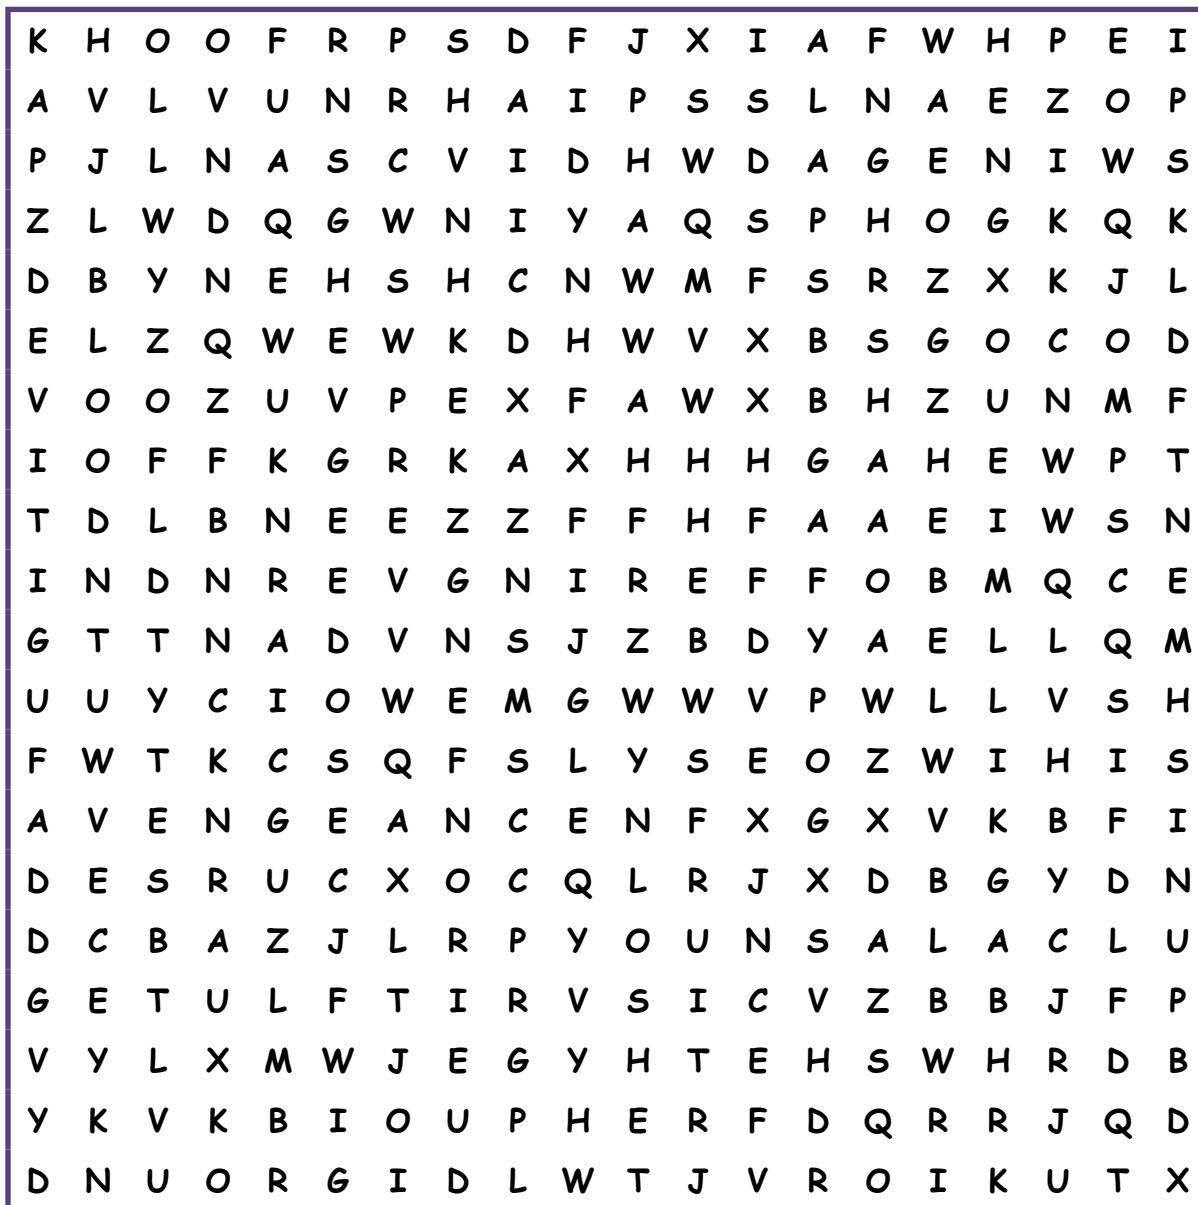 K H O O F R P S D F J X I A F W H P E I
A V L V U N R H A I P S S L N A E Z O P
P J L N A S C V I D H W D A G E N I W S
Z L W D Q G W N I Y A Q S P H O G K Q K
D B Y N E H S H C N W M F S R Z X K J L
E L Z Q W E W K D H W V X B S G O C O D
V O O Z U V P E X F A W X B H Z U N M F
I O F F K G R K A X H H H G A H E W P T
T D L B N E E Z Z F F H F A A E I W S N
I N D N R E V G N I R E F F O B M Q C E
G T T N A D V N S J Z B D Y A E L L Q M
U U Y C I O W E M G W W V P W L L V S H
F W T K C S Q F S L Y S E O Z W I H I S
A V E N G E A N C E N F X G X V K B F I
D E S R U C X O C Q L R J X D B G Y D N
D C B A Z J L R P Y O U N S A L A C L U
G E T U L F T I R V S I C V Z B B J F P
V Y L X M W J E G Y H T E H S W H R D B
Y K V K B I O U P H E R F D Q R R J Q D
D N U O R G I D L W T J V R O I K U T X